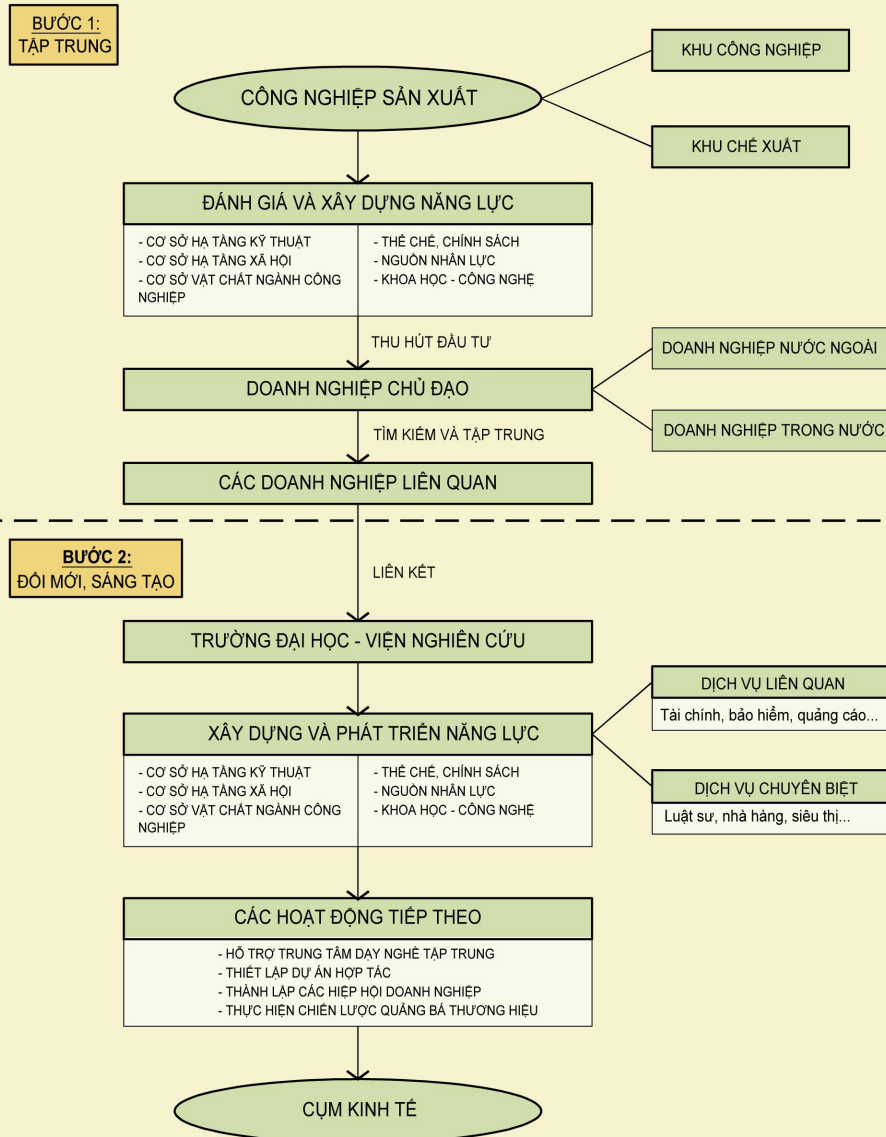 BƯỚC 1:
TẬP TRUNG
KHU CÔNG NGHIỆP
CÔNG NGHIỆP SẢN XUẤT
KHU CHẾ XUẤT
ĐÁNH GIÁ VÀ XÂY DỰNG NĂNG LỰC
- CƠ SỞ HẠ TẦNG KỸ THUẬT
- CƠ SỞ HẠ TẦNG XÃ HỘI
- CƠ SỞ VẬT CHẤT NGÀNH CÔNG
NGHIỆP
- THỂ CHẾ, CHÍNH SÁCH
- NGUỒN NHÂN LỰC
- KHOA HỌC - CÔNG NGHỆ
THU HÚT ĐẦU TƯ
DOANH NGHIỆP NƯỚC NGOÀI
DOANH NGHIỆP CHỦ ĐẠO
DOANH NGHIỆP TRONG NƯỚC
TÌM KIẾM VÀ TẬP TRUNG
CÁC DOANH NGHIỆP LIÊN QUAN
BƯỚC 2:
ĐỔI MỚI, SÁNG TẠO
LIÊN KẾT
TRƯỜNG ĐẠI HỌC - VIỆN NGHIÊN CỨU
DỊCH VỤ LIÊN QUAN
Tài chính, bảo hiểm, quảng cáo...
XÂY DỰNG VÀ PHÁT TRIỂN NĂNG LỰC
- CƠ SỞ HẠ TẦNG KỸ THUẬT
- CƠ SỞ HẠ TẦNG XÃ HỘI
- CƠ SỞ VẬT CHẤT NGÀNH CÔNG
NGHIỆP
- THỂ CHẾ, CHÍNH SÁCH
- NGUỒN NHÂN LỰC
- KHOA HỌC - CÔNG NGHỆ
DỊCH VỤ CHUYÊN BIỆT
Luật sư, nhà hàng, siêu thị...
CÁC HOẠT ĐỘNG TIẾP THEO
- HỖ TRỢ TRUNG TÂM DẠY NGHỀ TẬP TRUNG
- THIẾT LẬP DỰ ÁN HỢP TÁC
- THÀNH LẬP CÁC HIỆP HỘI DOANH NGHIỆP
- THỰC HIỆN CHIẾN LƯỢC QUẢNG BÁ THƯƠNG HIỆU
CỤM KINH TẾ